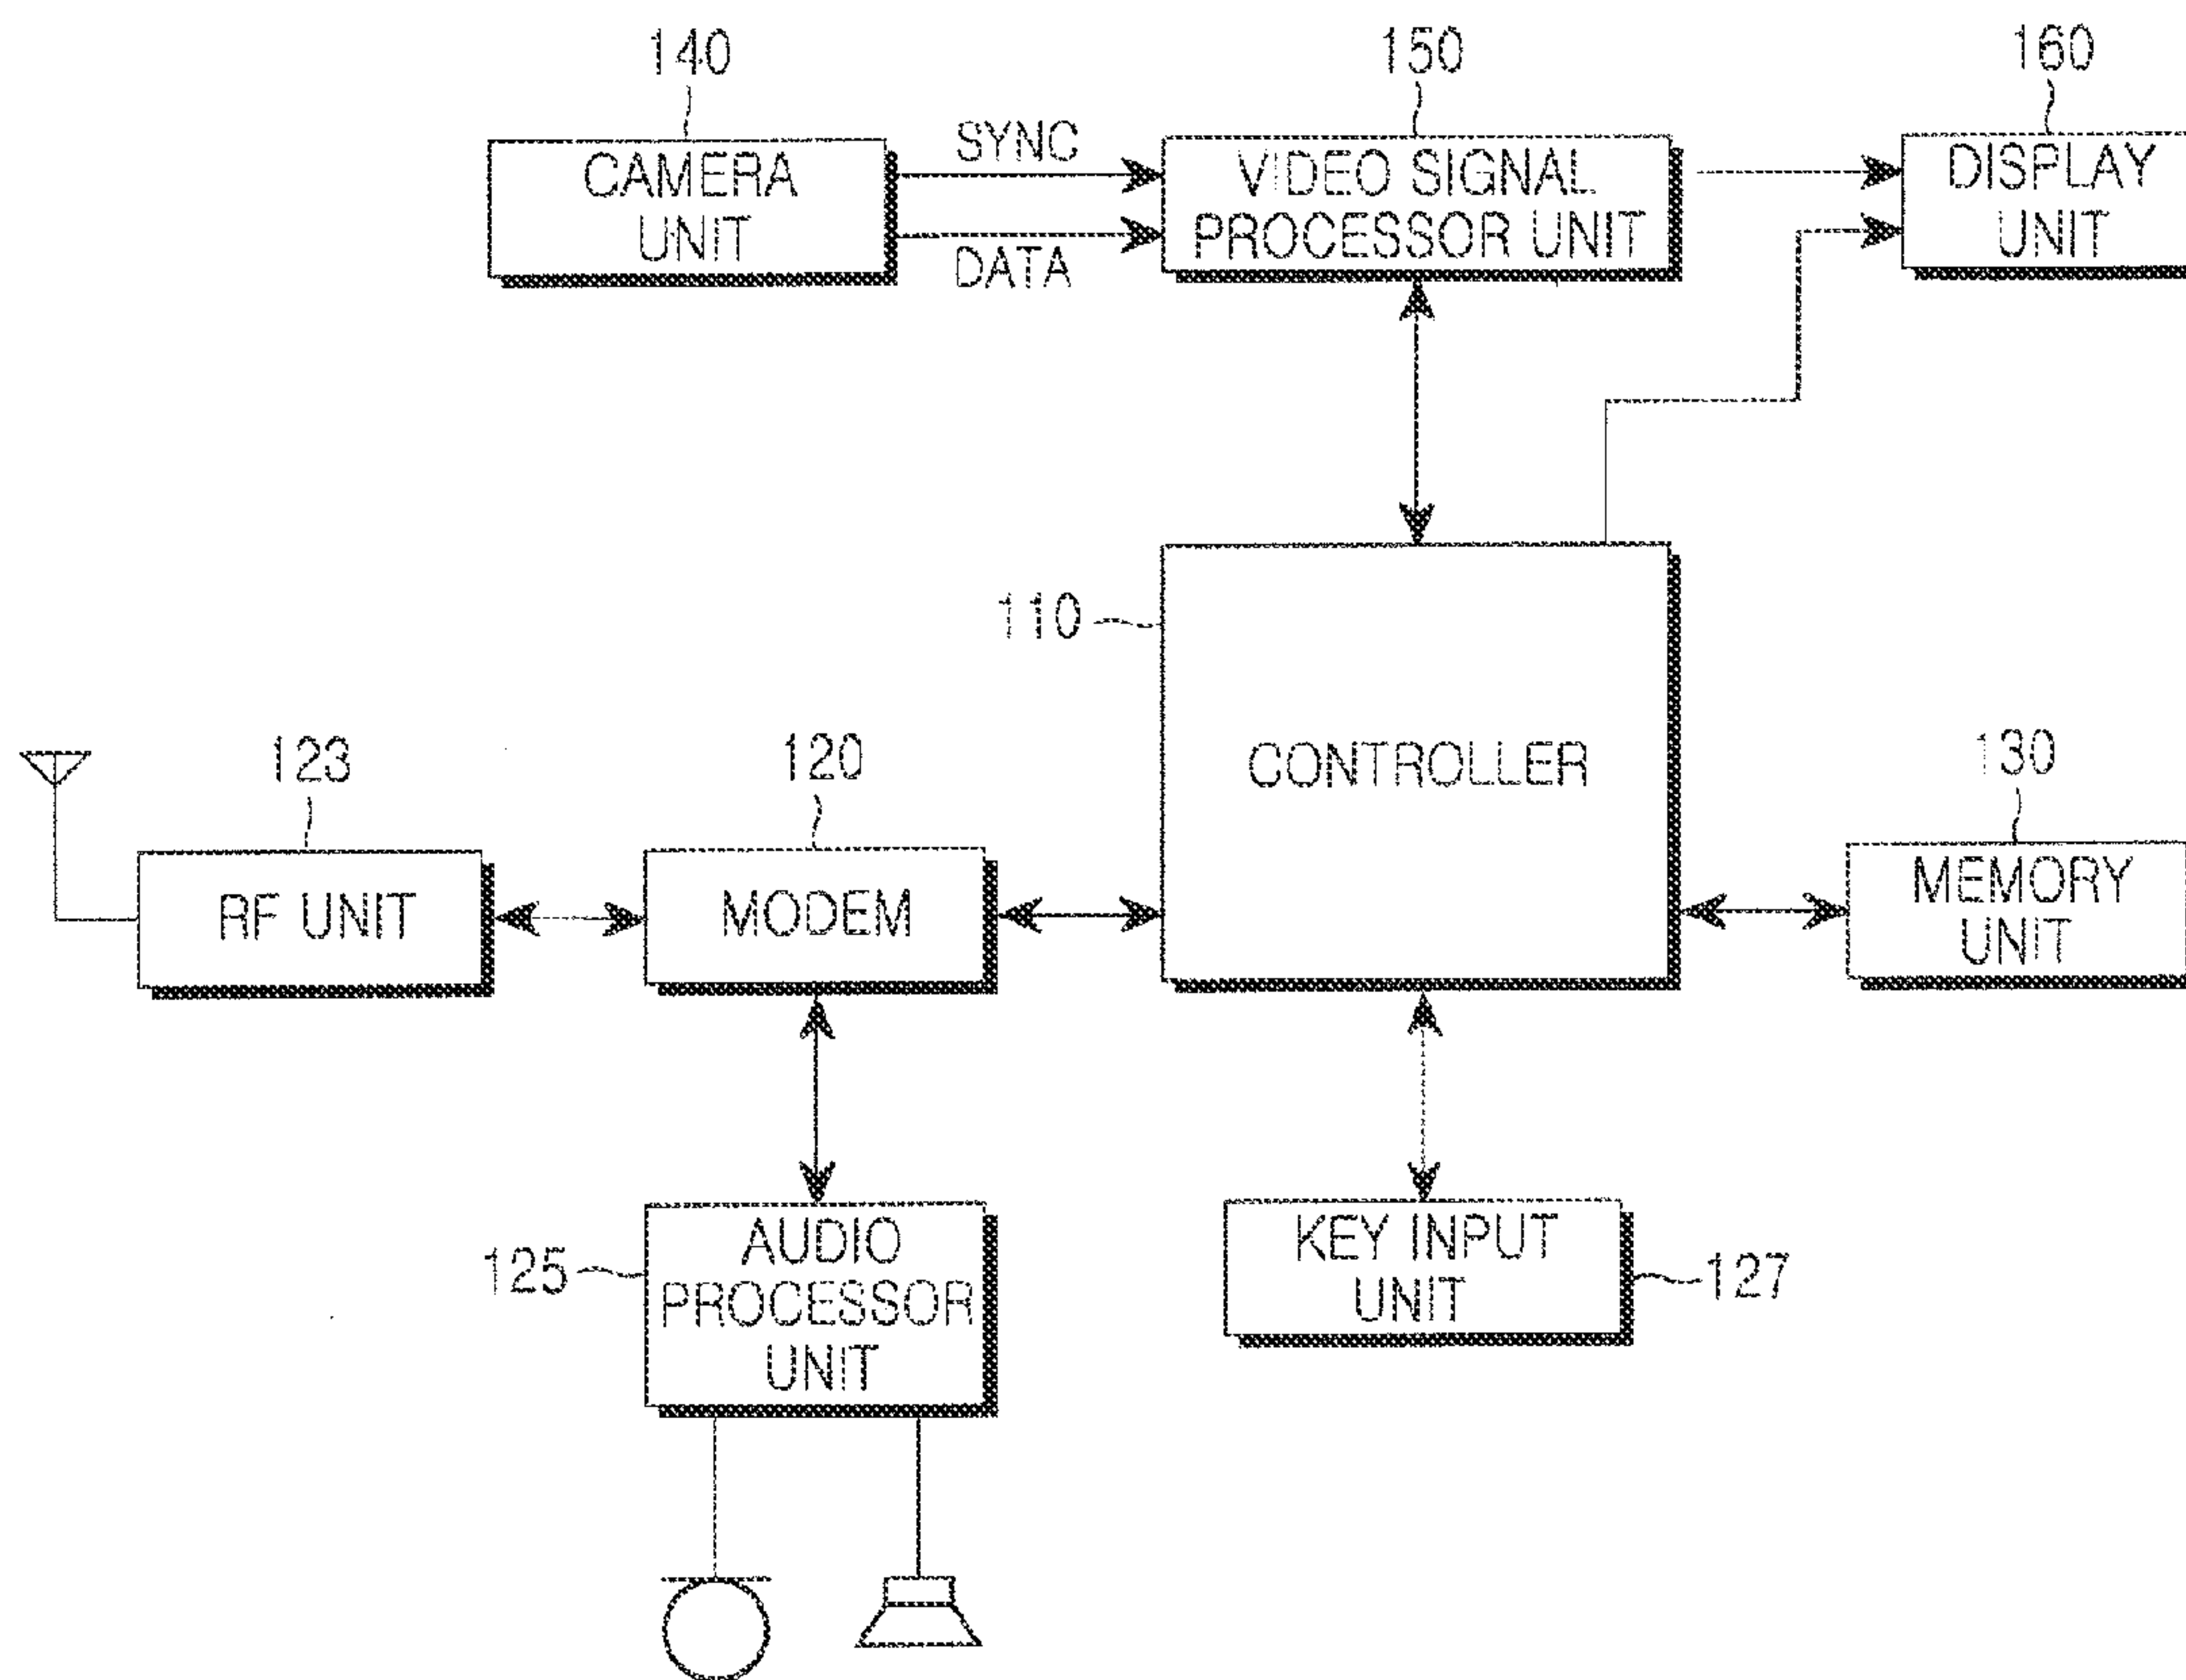 140
150
160
CAMERA
UNIT
SYNC
DATA
VIDEO SIGNAL
PROCESSOR UNIT
DISPLAY
UNIT
110
CONTROLLER
123
RF UNIT
120
MODEM
130
MEMORY
UNIT
125
AUDIO
PROCESSOR
UNIT
KEY INPUT
UNIT
127